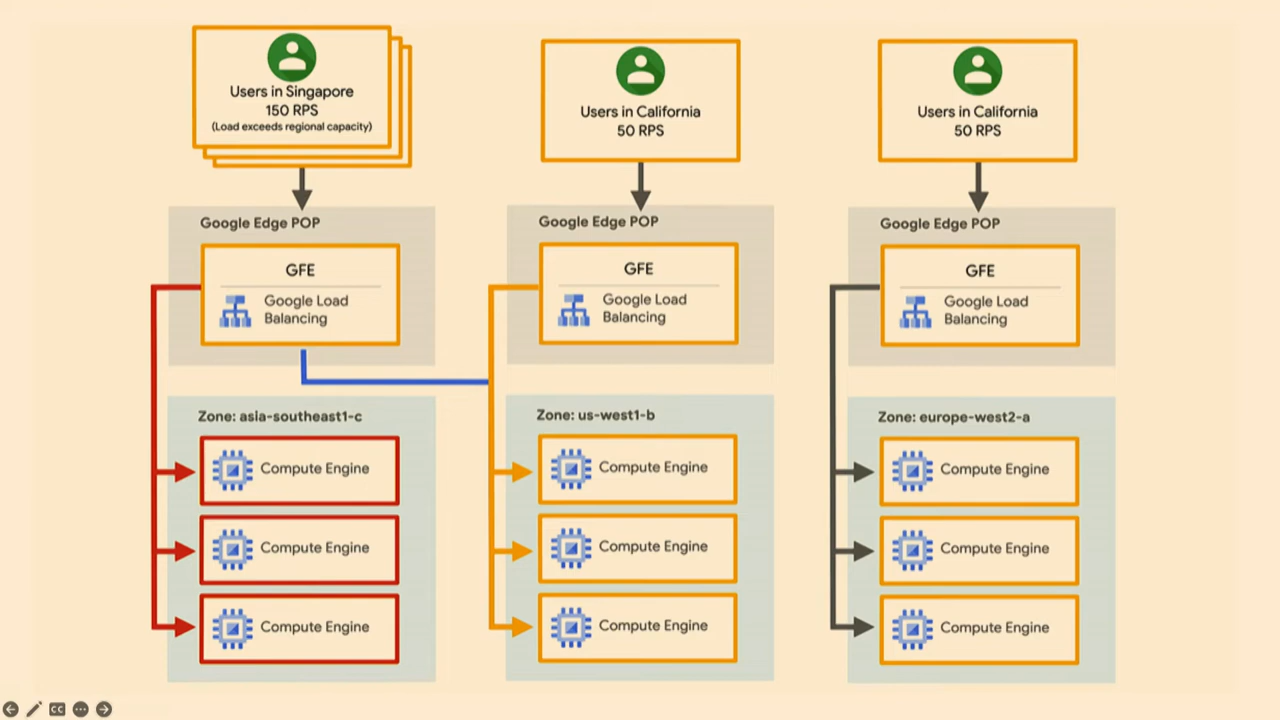 Users in Singapore
150 RPS
(Load exceeds regional capacity)
Users in California
50 RPS
Users in California
50 RPS
Google Edge POP
GFE
Google Load
Balancing
Google Edge POP
GFE
Google Load
Balancing
Google Edge POP
GFE
Google Load
Balancing
Zone: asia-southeast1-c
Compute Engine
Compute Engine
Compute Engine
Zone: us-west1-b
Compute Engine
Compute Engine
Compute Engine
Zone: europe-west2-a
Compute Engine
Compute Engine
Compute Engine
CC